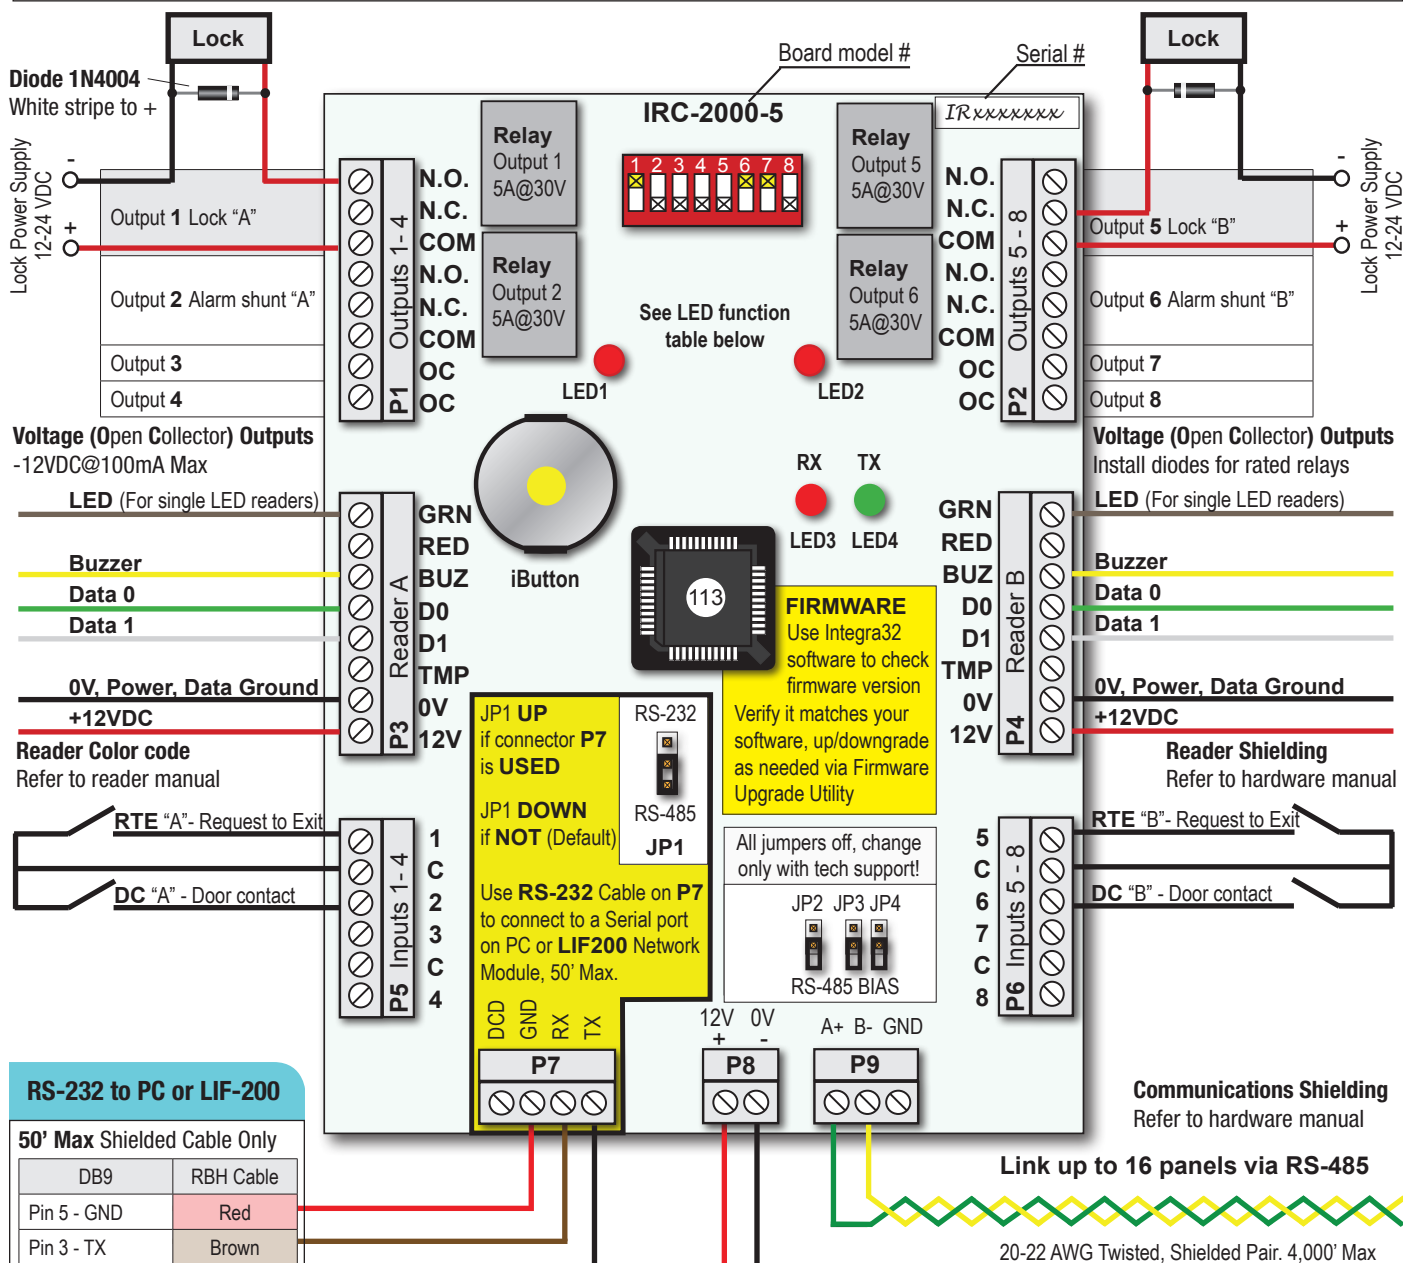 Lock
Lock
Board model #
Serial #
Diode 1N4004
White stripe to +
IRC-2000-5
IRxxxxxxx
Lock Power Supply
12-24 VDC
-
+
Output 1 Lock “A”
Output 2 Alarm shunt “A”
Output 3
Output 4
Outputs 1- 4
P1
N.O.
N.C.
COM
N.O.
N.C.
COM
OC
OC
Relay
Output 1
5A@30V
Relay
Output 2
5A@30V
1 2 3 4 5 6 7 8
See LED function
table below
LED1
LED2
Relay
Output 5
5A@30V
Relay
Output 6
5A@30V
N.O.
N.C.
COM
N.O.
N.C.
COM
OC
OC
Outputs 5 - 8
P2
Output 5 Lock “B”
Output 6 Alarm shunt “B”
Output 7
Output 8
-
+
Lock Power Supply
12-24 VDC
Voltage (Open Collector) Outputs
-12VDC@100mA Max
Voltage (Open Collector) Outputs
Install diodes for rated relays
LED (For single LED readers)
Buzzer
Data 0
Data 1
0V, Power, Data Ground
+12VDC
Reader A
P3
GRN
RED
BUZ
D0
D1
TMP
0V
12V
iButton
RX TX
LED3 LED4
113
FIRMWARE
Use Integra32
software to check
firmware version
Verify it matches your
software, up/downgrade
as needed via Firmware
Upgrade Utility
GRN
RED
BUZ
D0
D1
TMP
0V
12V
Reader B
P4
LED (For single LED readers)
Buzzer
Data 0
Data 1
0V, Power, Data Ground
+12VDC
Reader Color code
Refer to reader manual
Reader Shielding
Refer to hardware manual
RTE “A”- Request to Exit
DC “A” - Door contact
Inputs 1- 4
P5
1
C
2
3
C
4
JP1 UP
if connector P7
is USED
JP1 DOWN
if NOT (Default)
RS-232
RS-485
JP1
Use RS-232 Cable on P7
to connect to a Serial port
on PC or LIF200 Network
Module, 50’ Max.
DCD
GND
RX
TX
P7
All jumpers off, change
only with tech support!
JP2 JP3 JP4
RS-485 BIAS
12V 0V
+ -
P8
A+ B- GND
P9
5
C
6
7
C
8
Inputs 5 - 8
P6
RTE “B”- Request to Exit
DC “B” - Door contact
RS-232 to PC or LIF-200
50’ Max Shielded Cable Only
DB9 RBH Cable
Pin 5 - GND Red
Pin 3 - TX Brown
Communications Shielding
Refer to hardware manual
Link up to 16 panels via RS-485
20-22 AWG Twisted, Shielded Pair. 4,000’ Max